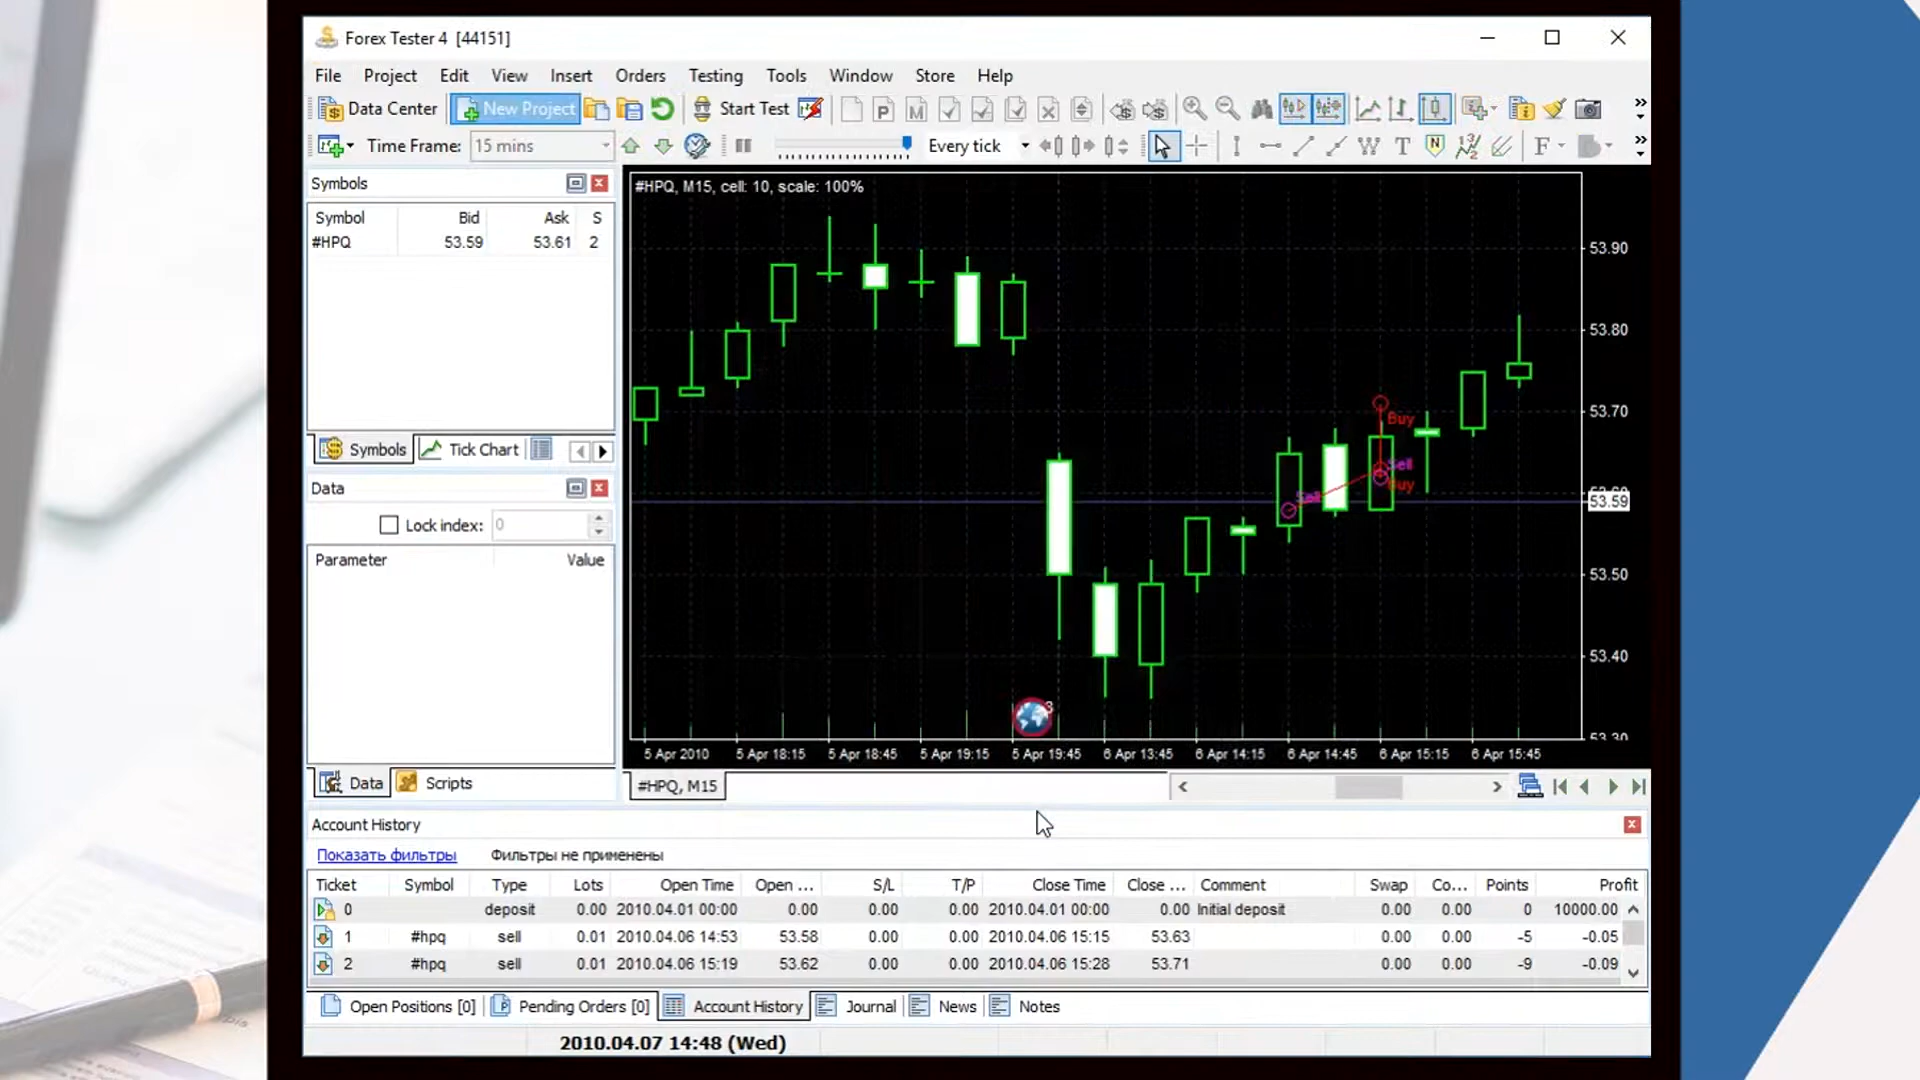 Forex Tester 4 [44151]
File Project Edit View Insert Orders Testing Tools Window Store Help
Data Center New Project Start Test
Time Frame: 15 mins Every tick
Symbols
Symbol Bid Ask S
#HPQ 53.59 53.61 2
Symbols Tick Chart
Data
Lock index: 0
Parameter Value
Data Scripts
#HPQ, M15, cell: 10, scale: 100%
53.90
53.80
53.70
53.59
53.50
53.40
53.30
Buy
Sell
Buy
Sell
3
5 Apr 2010 5 Apr 18:15 5 Apr 18:45 5 Apr 19:15 5 Apr 19:45 6 Apr 13:45 6 Apr 14:15 6 Apr 14:45 6 Apr 15:15 6 Apr 15:45
#HPQ, M15
Account History
Показать фильтры Фильтры не применены
Ticket Symbol Type Lots Open Time Open ... S/L T/P Close Time Close ... Comment Swap Co... Points Profit
0 deposit 0.00 2010.04.01 00:00 0.00 0.00 0.00 2010.04.01 00:00 0.00 Initial deposit 0.00 0.00 0 10000.00
1 #hpq sell 0.01 2010.04.06 14:53 53.58 0.00 0.00 2010.04.06 15:15 53.63 0.00 0.00 -5 -0.05
2 #hpq sell 0.01 2010.04.06 15:19 53.62 0.00 0.00 2010.04.06 15:28 53.71 0.00 0.00 -9 -0.09
Open Positions [0] Pending Orders [0] Account History Journal News Notes
2010.04.07 14:48 (Wed)